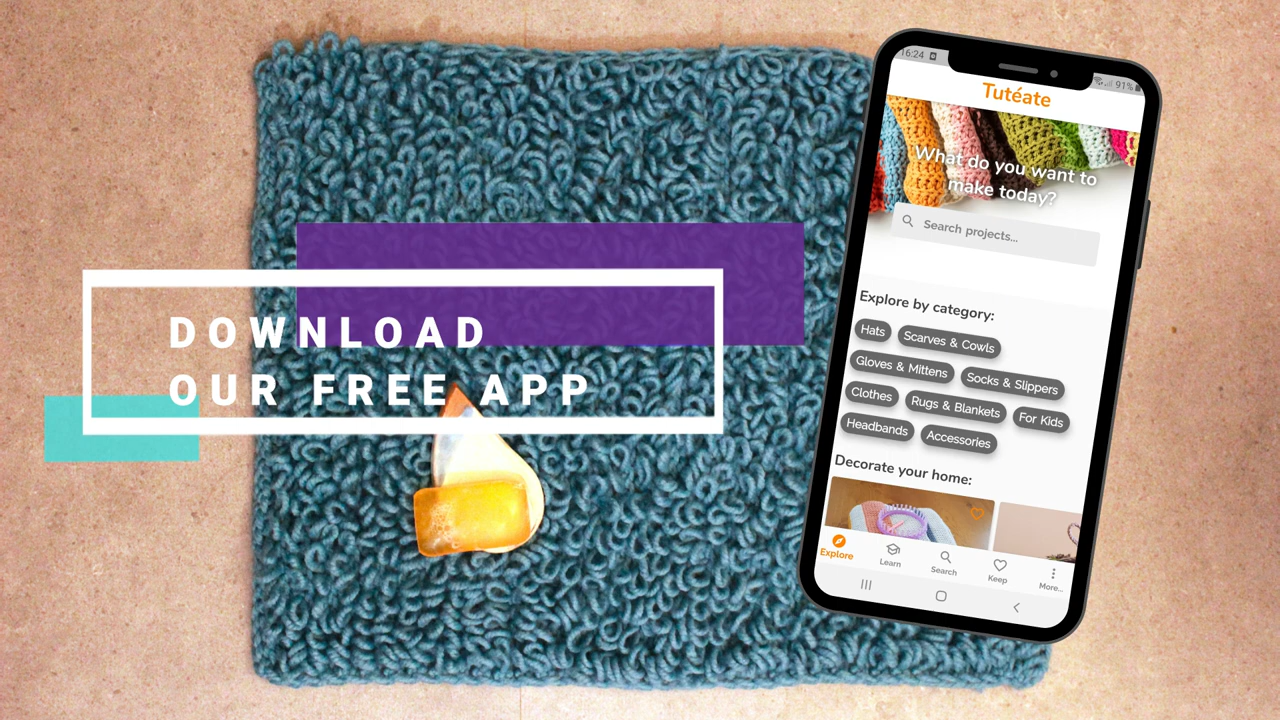 DOWNLOAD
OUR FREE APP
16:24
91%
Tutéate
What do you want to
make today?
Search projects...
Explore by category:
Hats
Scarves & Cowls
Gloves & Mittens
Socks & Slippers
Clothes
Rugs & Blankets
For Kids
Headbands
Accessories
Decorate your home:
Explore
Learn
Search
Keep
More...